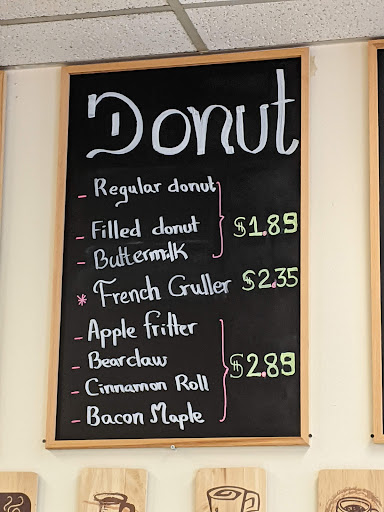 Donut
- Regular donut
- Filled donut $1.89
- Buttermilk
* French Cruller $2.35
- Apple fritter
- Bearclaw $2.89
- Cinnamon Roll
- Bacon Maple